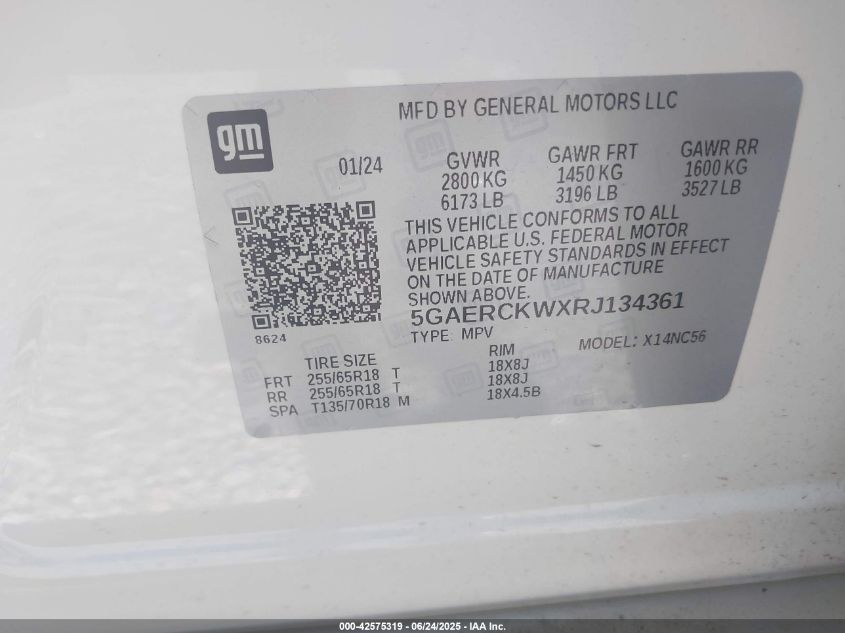 gm
MFD BY GENERAL MOTORS LLC
01/24
GVWR GAWR FRT GAWR RR
2800 KG 1450 KG 1600 KG
6173 LB 3196 LB 3527 LB
THIS VEHICLE CONFORMS TO ALL
APPLICABLE U.S. FEDERAL MOTOR
VEHICLE SAFETY STANDARDS IN EFFECT
ON THE DATE OF MANUFACTURE
SHOWN ABOVE.
8624
5GAERCKWXRJ134361
TYPE: MPV MODEL: X14NC56
TIRE SIZE RIM
FRT 255/65R18 T 18X8J
RR 255/65R18 T 18X8J
SPA T135/70R18 M 18X4.5B
000-42575319 - 06/24/2025 - IAA Inc.